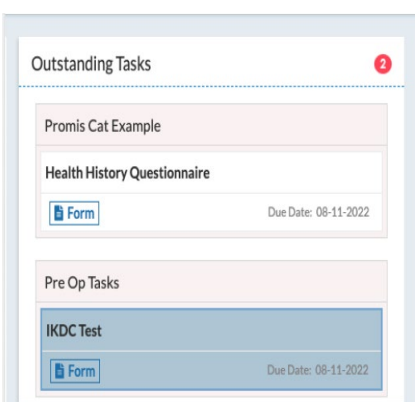 Outstanding Tasks 2
Promis Cat Example
Health History Questionnaire
Form Due Date: 08-11-2022
Pre Op Tasks
IKDC Test
Form Due Date: 08-11-2022